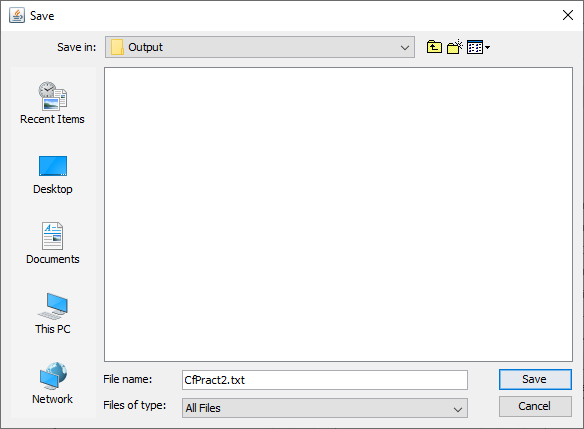 Save
Save in:
Output
Recent Items
Desktop
Documents
This PC
Network
File name:
CfPract2.txt
Save
Files of type:
All Files
Cancel